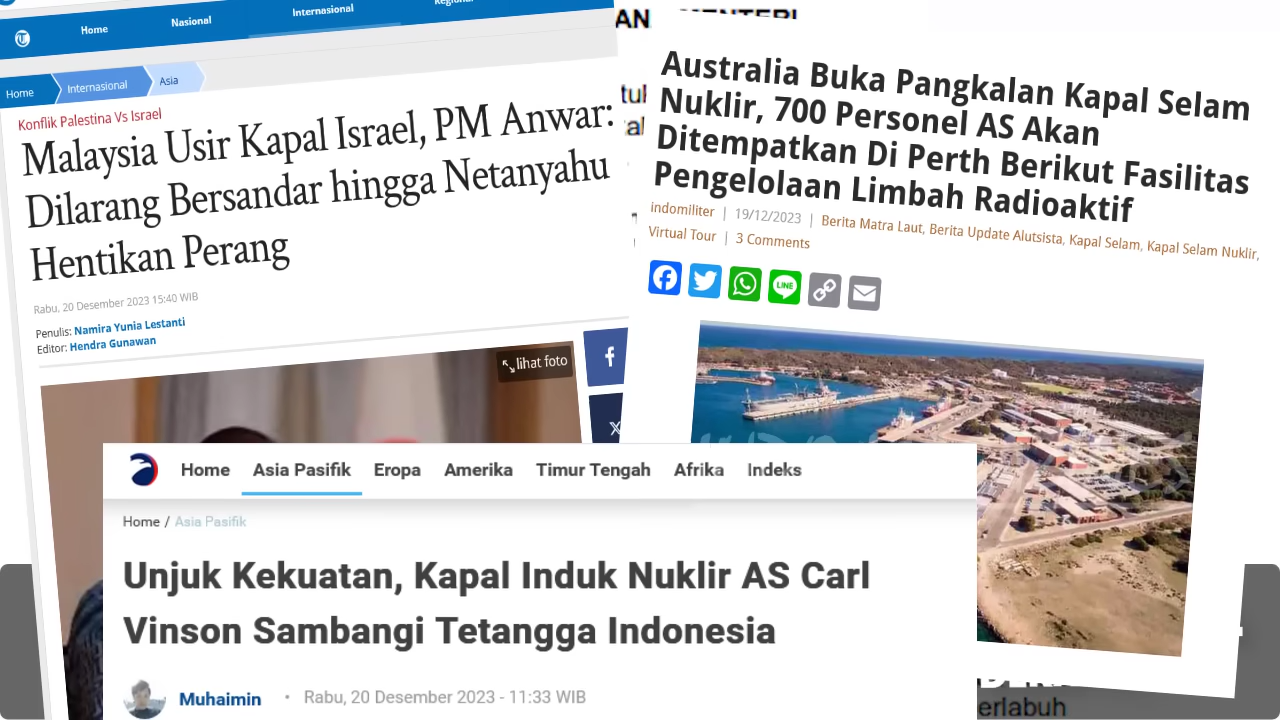 Home
Nasional
Internasional
Home
Internasional
Asia
Konflik Palestina Vs Israel
Malaysia Usir Kapal Israel, PM Anwar:
Dilarang Bersandar hingga Netanyahu
Hentikan Perang
Rabu, 20 Desember 2023 15:40 WIB
Penulis: Namira Yunia Lestanti
Editor: Hendra Gunawan
lihat foto
MENTERI
Australia Buka Pangkalan Kapal Selam
Nuklir, 700 Personel AS Akan
Ditempatkan Di Perth Berikut Fasilitas
Pengelolaan Limbah Radioaktif
indomiliter | 19/12/2023 | Berita Matra Laut, Berita Update Alutsista, Kapal Selam, Kapal Selam Nuklir,
Virtual Tour | 3 Comments
LINE
Home Asia Pasifik Eropa Amerika Timur Tengah Afrika Indeks
Home / Asia Pasifik
Unjuk Kekuatan, Kapal Induk Nuklir AS Carl
Vinson Sambangi Tetangga Indonesia
Muhaimin • Rabu, 20 Desember 2023 - 11:33 WIB
erlabuh